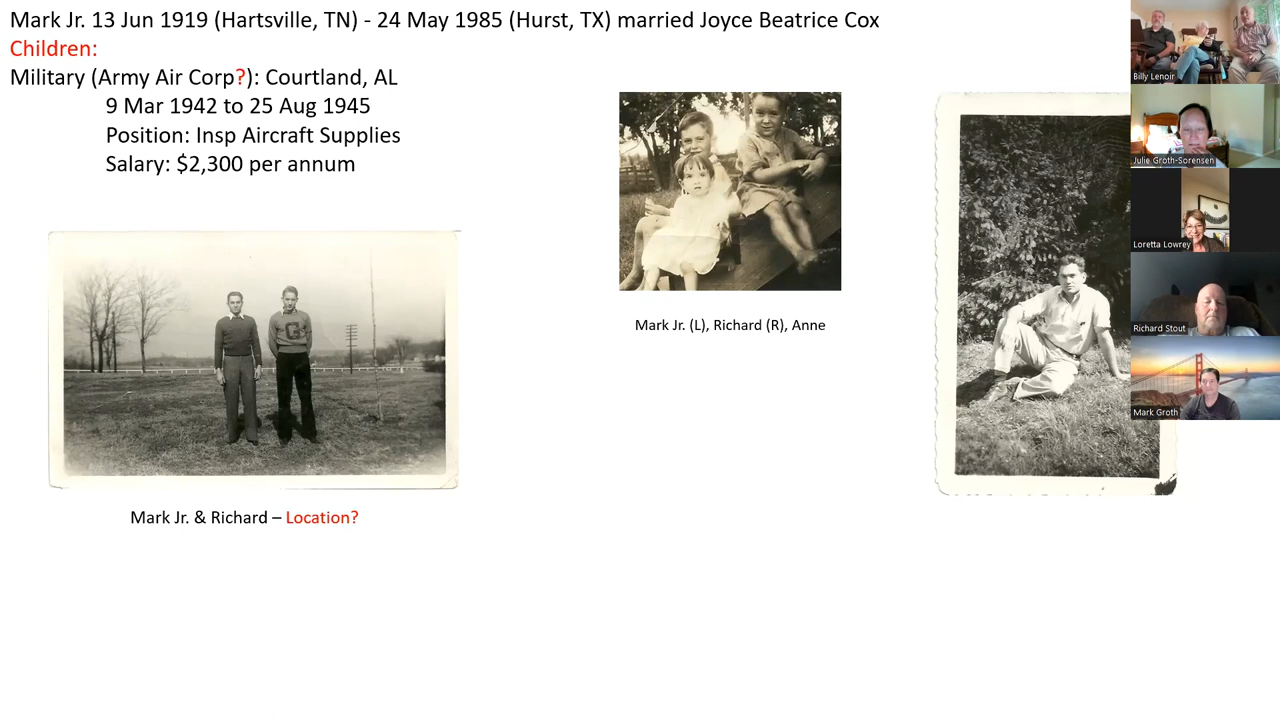 Mark Jr. 13 Jun 1919 (Hartsville, TN) - 24 May 1985 (Hurst, TX) married Joyce Beatrice Cox
Children:
Military (Army Air Corp?): Courtland, AL
9 Mar 1942 to 25 Aug 1945
Position: Insp Aircraft Supplies
Salary: $2,300 per annum
Mark Jr. (L), Richard (R), Anne
G
Mark Jr. & Richard – Location?
Billy Lenoir
Julie Groth-Sorensen
Loretta Lowrey
Richard Stout
Mark Groth